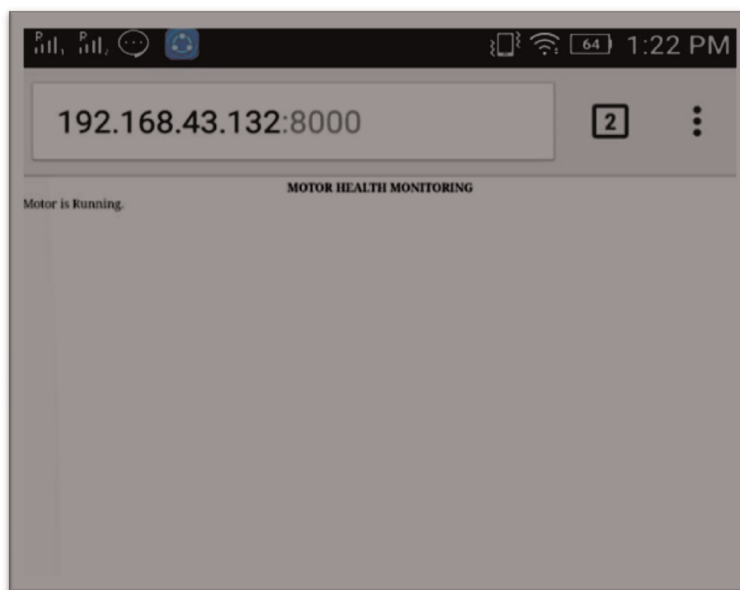 R R 64 1:22 PM
192.168.43.132:8000 2
MOTOR HEALTH MONITORING
Motor is Running.